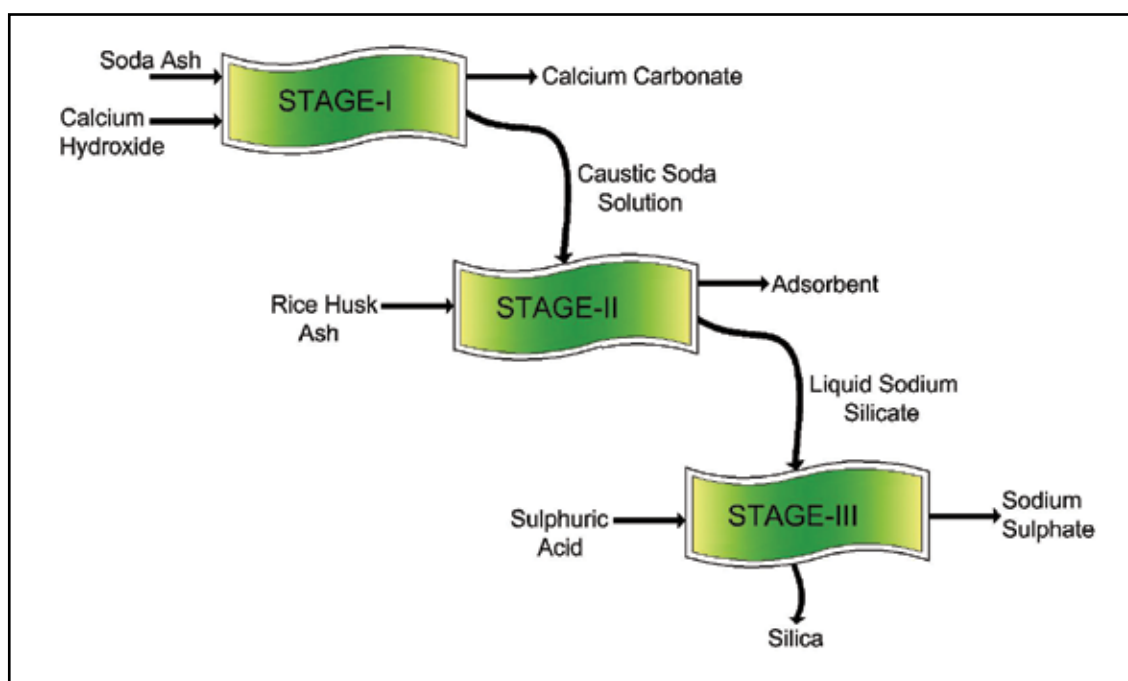 Soda Ash
STAGE-I
Calcium Carbonate
Calcium
Hydroxide
Caustic Soda
Solution
Rice Husk
Ash
STAGE-II
Adsorbent
Liquid Sodium
Silicate
Sulphuric
Acid
STAGE-III
Sodium
Sulphate
Silica